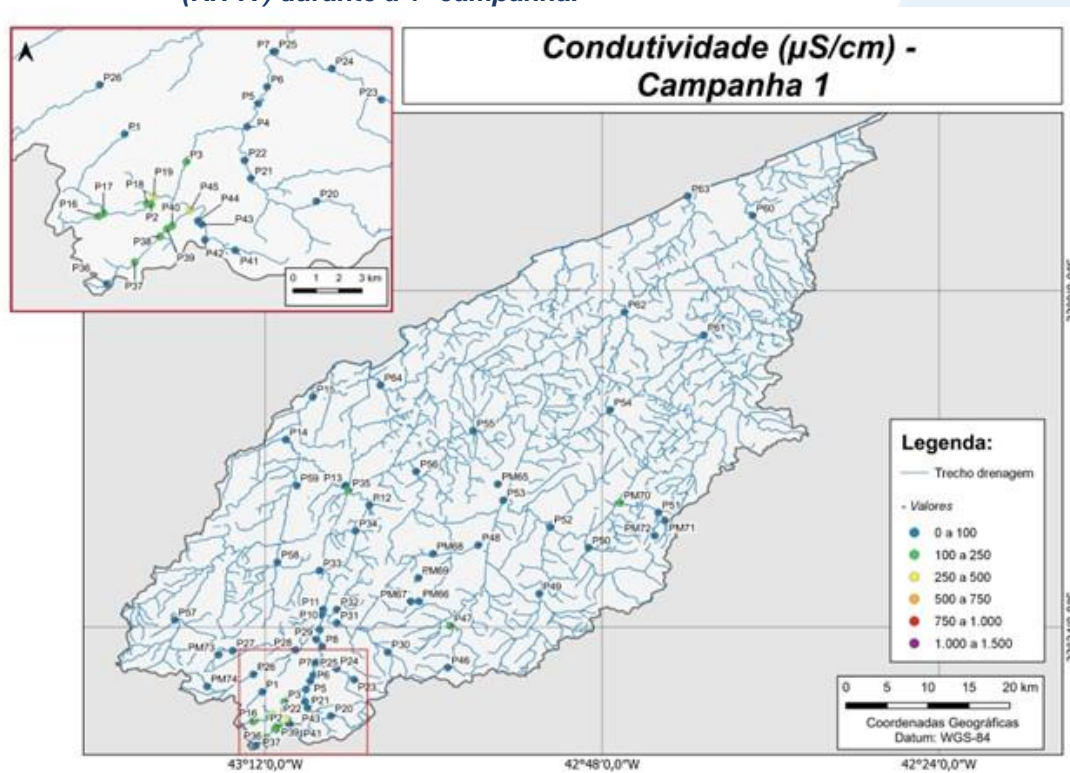 Condutividade (µS/cm) -
Campanha 1
P7
P25
P24
P26
P6
P23
P5
P1
P4
P3
P22
P21
P18
P19
P17
P45
P44
P20
P16
P40
P2
P43
P38
P42
P39
P41
P36
P37
0 1 2 3 km
P63
P60
P62
P61
P64
P15
P54
P55
P14
P56
P59
P13
P35
PM65
P53
PM70
P12
P51
P34
P52
PM72
PM71
P48
P50
PM68
P58
P33
PM69
P49
PM67
PM66
P11
P32
P10
P31
P57
P47
P29
P8
PM73
P27
P28
P30
P7
P25
P24
P46
P26
P6
P23
PM74
P1
P5
P3
P21
P22
P16
P2
P43
P20
P39
P41
P36
P37
Legenda:
Trecho drenagem
- Valores
0 a 100
100 a 250
250 a 500
500 a 750
750 a 1.000
1.000 a 1.500
0 5 10 15 20 km
Coordenadas Geográficas
Datum: WGS-84
43°12'0,0"W
42°48'0,0"W
42°24'0,0"W